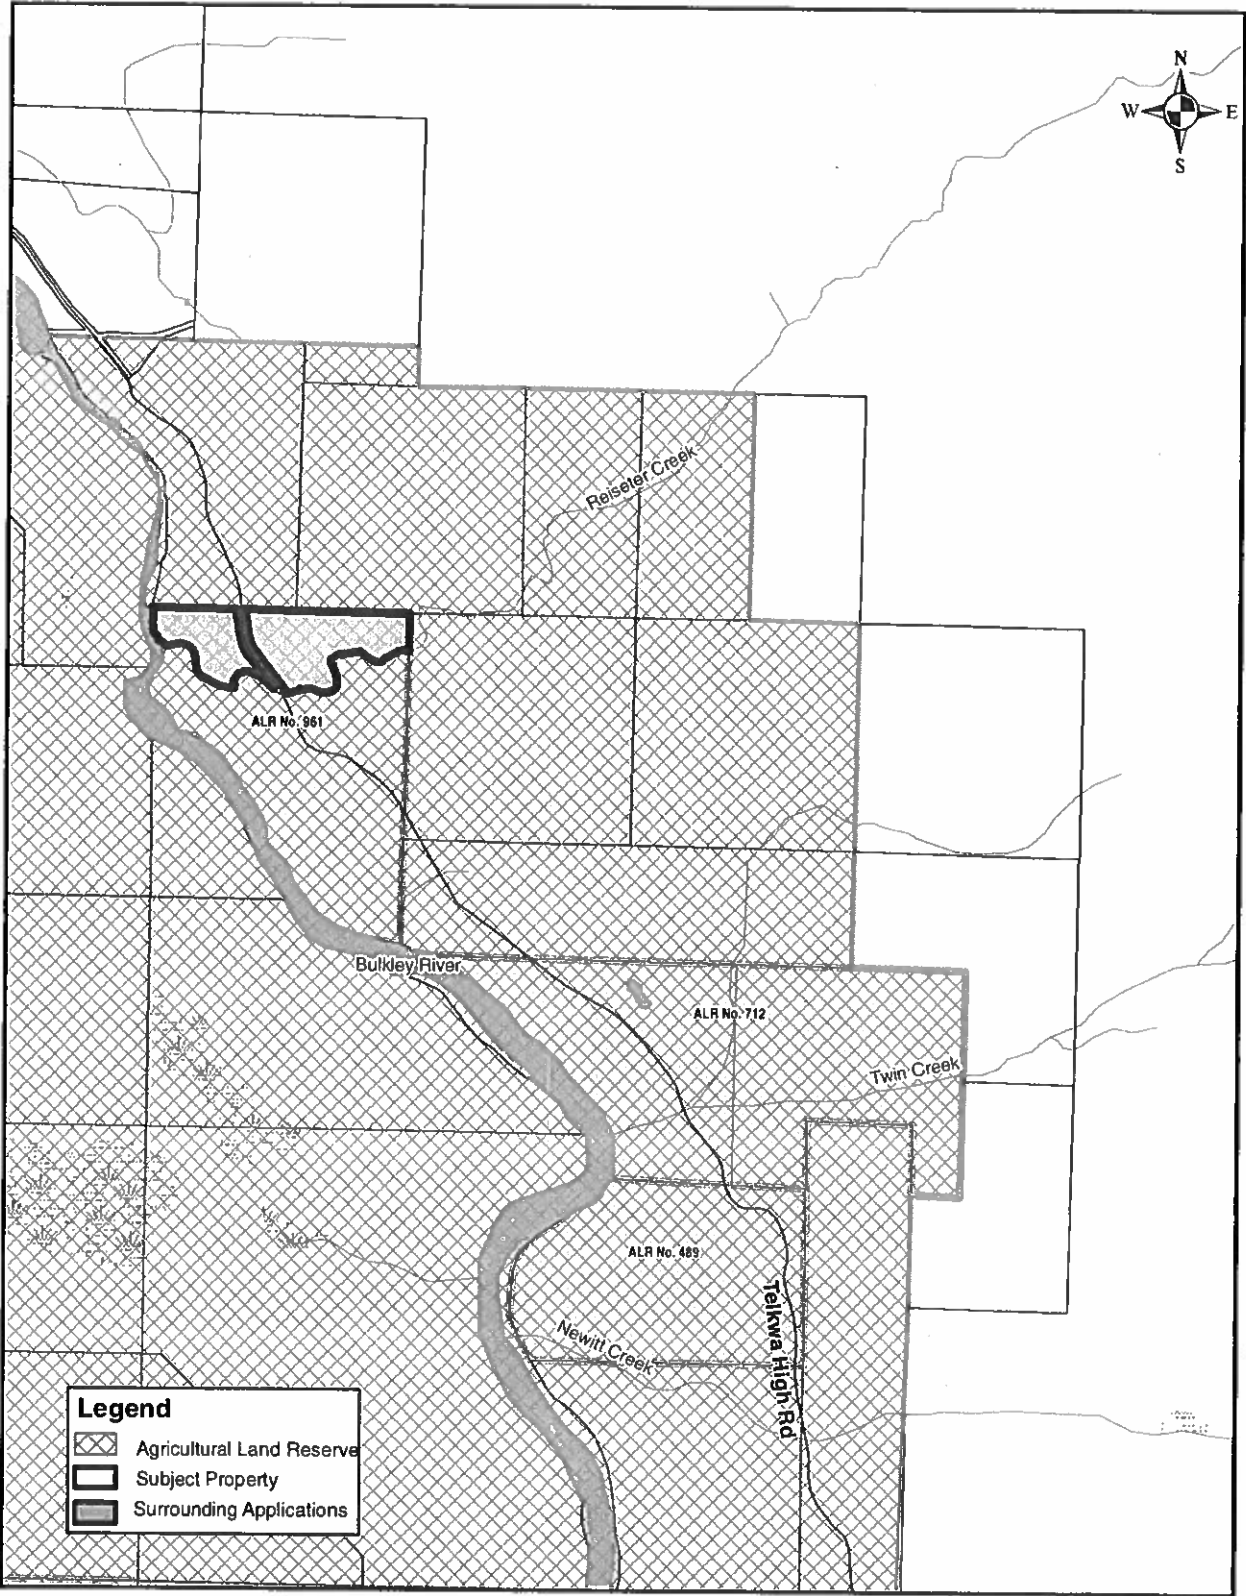 N
W E
S
Reiseter Creek
ALR No. 961
Bulkley River
ALR No. 712
Twin Creek
ALR No. 489
Telkwa High Rd
Newitt Creek
Legend
Agricultural Land Reserve
Subject Property
Surrounding Applications